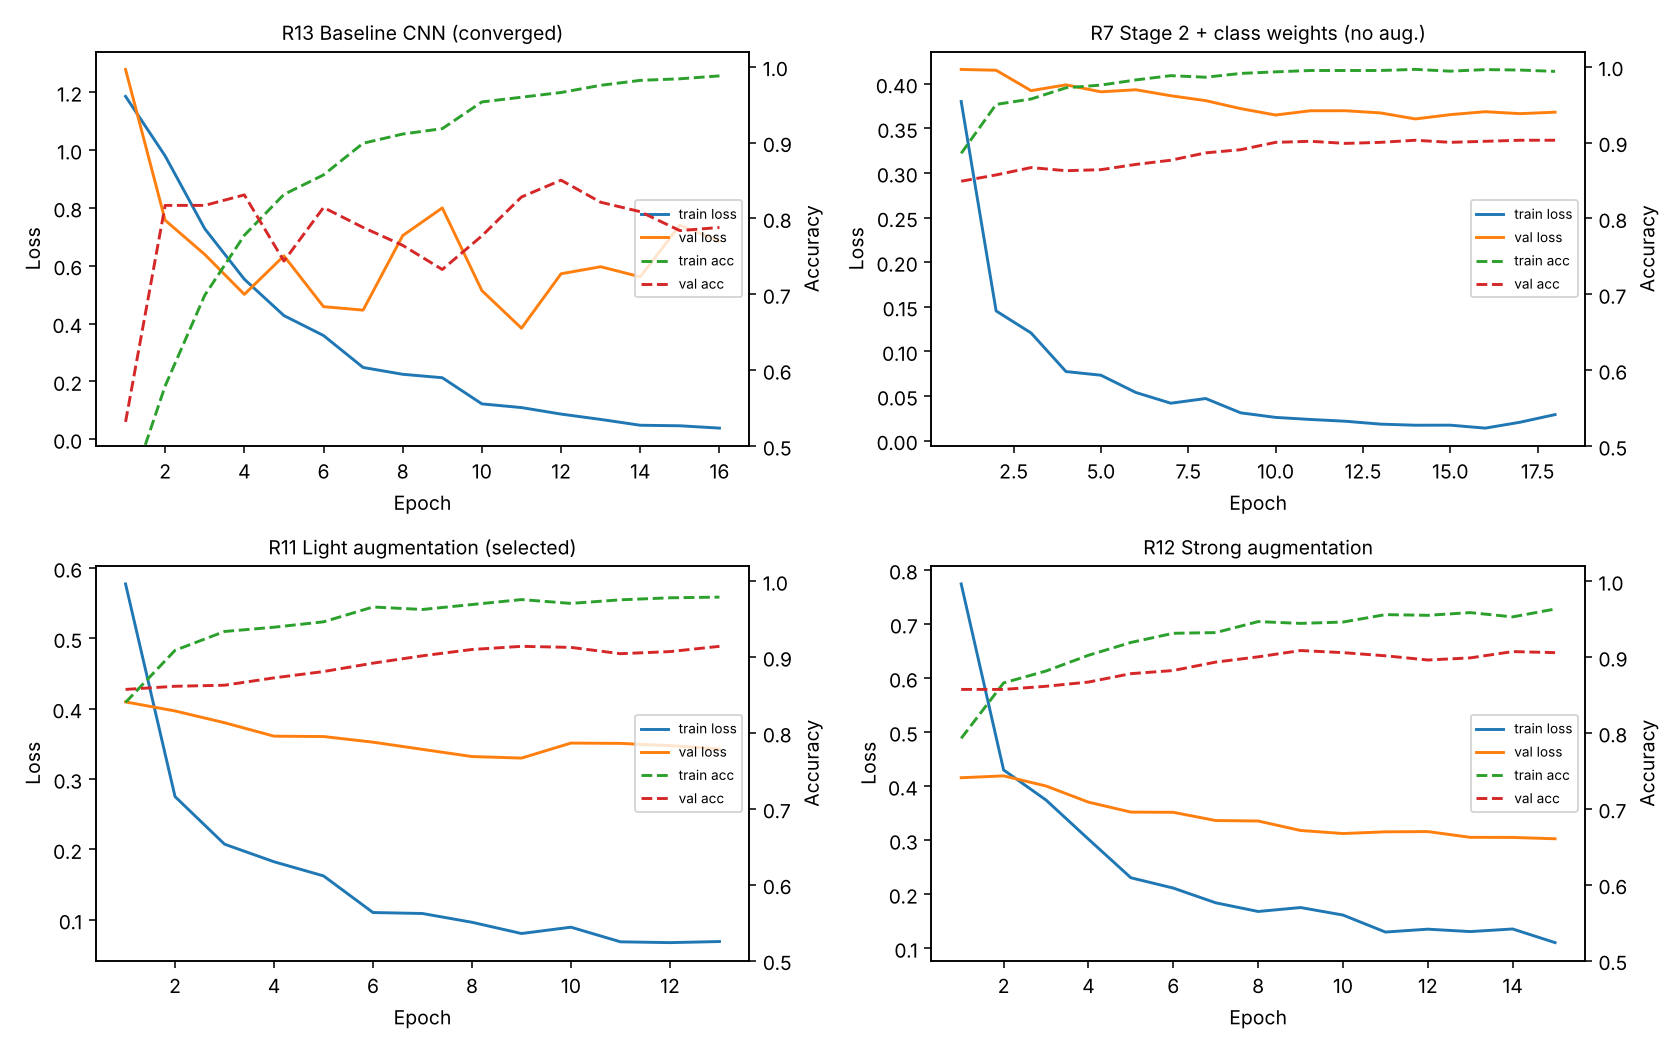 R13 Baseline CNN (converged)
1.2
1.0
0.8
0.6
0.4
0.2
0.0
Loss
2 4 6 8 10 12 14 16
Epoch
1.0
0.9
0.8
0.7
0.6
0.5
Accuracy
train loss
val loss
train acc
val acc
R7 Stage 2 + class weights (no aug.)
0.40
0.35
0.30
0.25
0.20
0.15
0.10
0.05
0.00
Loss
2.5 5.0 7.5 10.0 12.5 15.0 17.5
Epoch
1.0
0.9
0.8
0.7
0.6
0.5
Accuracy
train loss
val loss
train acc
val acc
R11 Light augmentation (selected)
0.6
0.5
0.4
0.3
0.2
0.1
Loss
2 4 6 8 10 12
Epoch
1.0
0.9
0.8
0.7
0.6
0.5
Accuracy
train loss
val loss
train acc
val acc
R12 Strong augmentation
0.8
0.7
0.6
0.5
0.4
0.3
0.2
0.1
Loss
2 4 6 8 10 12 14
Epoch
1.0
0.9
0.8
0.7
0.6
0.5
Accuracy
train loss
val loss
train acc
val acc